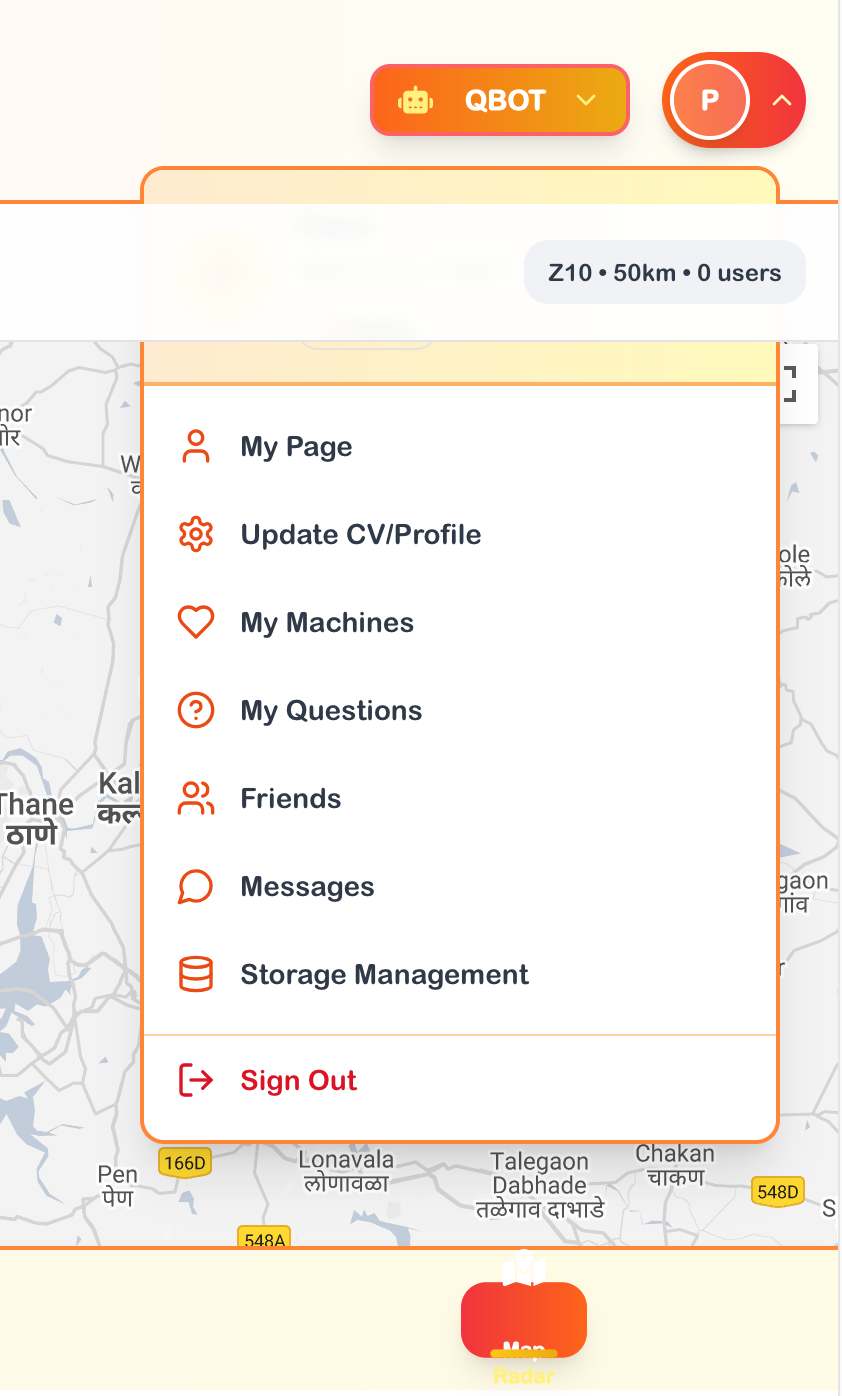 QBOT
P
Z10 • 50km • 0 users
My Page
Update CV/Profile
My Machines
My Questions
Friends
Messages
Storage Management
Sign Out
nor
ोर
W
ole
कोले
Kal
कल
Thane
ठाणे
gaon
गांव
r
Pen
पेण
166D
Lonavala
लोणावळा
Talegaon
Dabhade
तळेगाव दाभाडे
Chakan
चाकण
548D
S
548A
Map
Radar